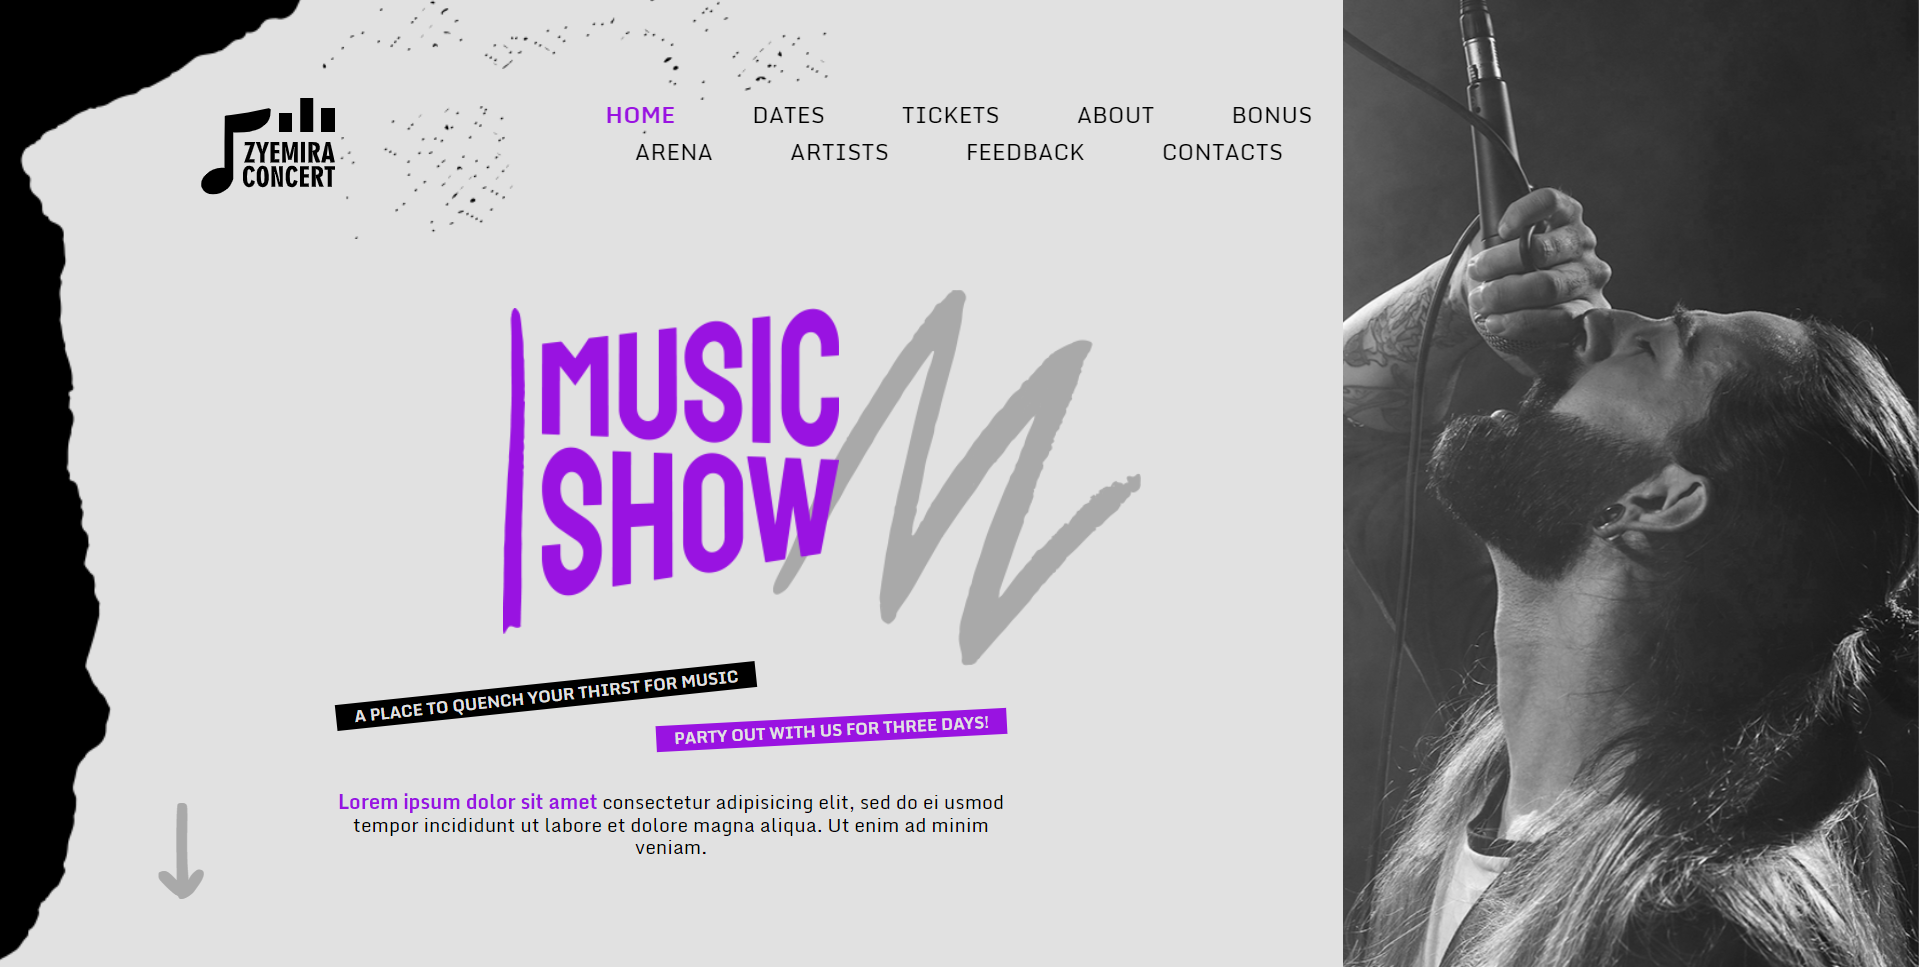 ZYEMIRA
CONCERT
HOME DATES TICKETS ABOUT BONUS
ARENA ARTISTS FEEDBACK CONTACTS
MUSIC
SHOW
A PLACE TO QUENCH YOUR THIRST FOR MUSIC
PARTY OUT WITH US FOR THREE DAYS!
Lorem ipsum dolor sit amet consectetur adipisicing elit, sed do ei usmod
tempor incididunt ut labore et dolore magna aliqua. Ut enim ad minim
veniam.